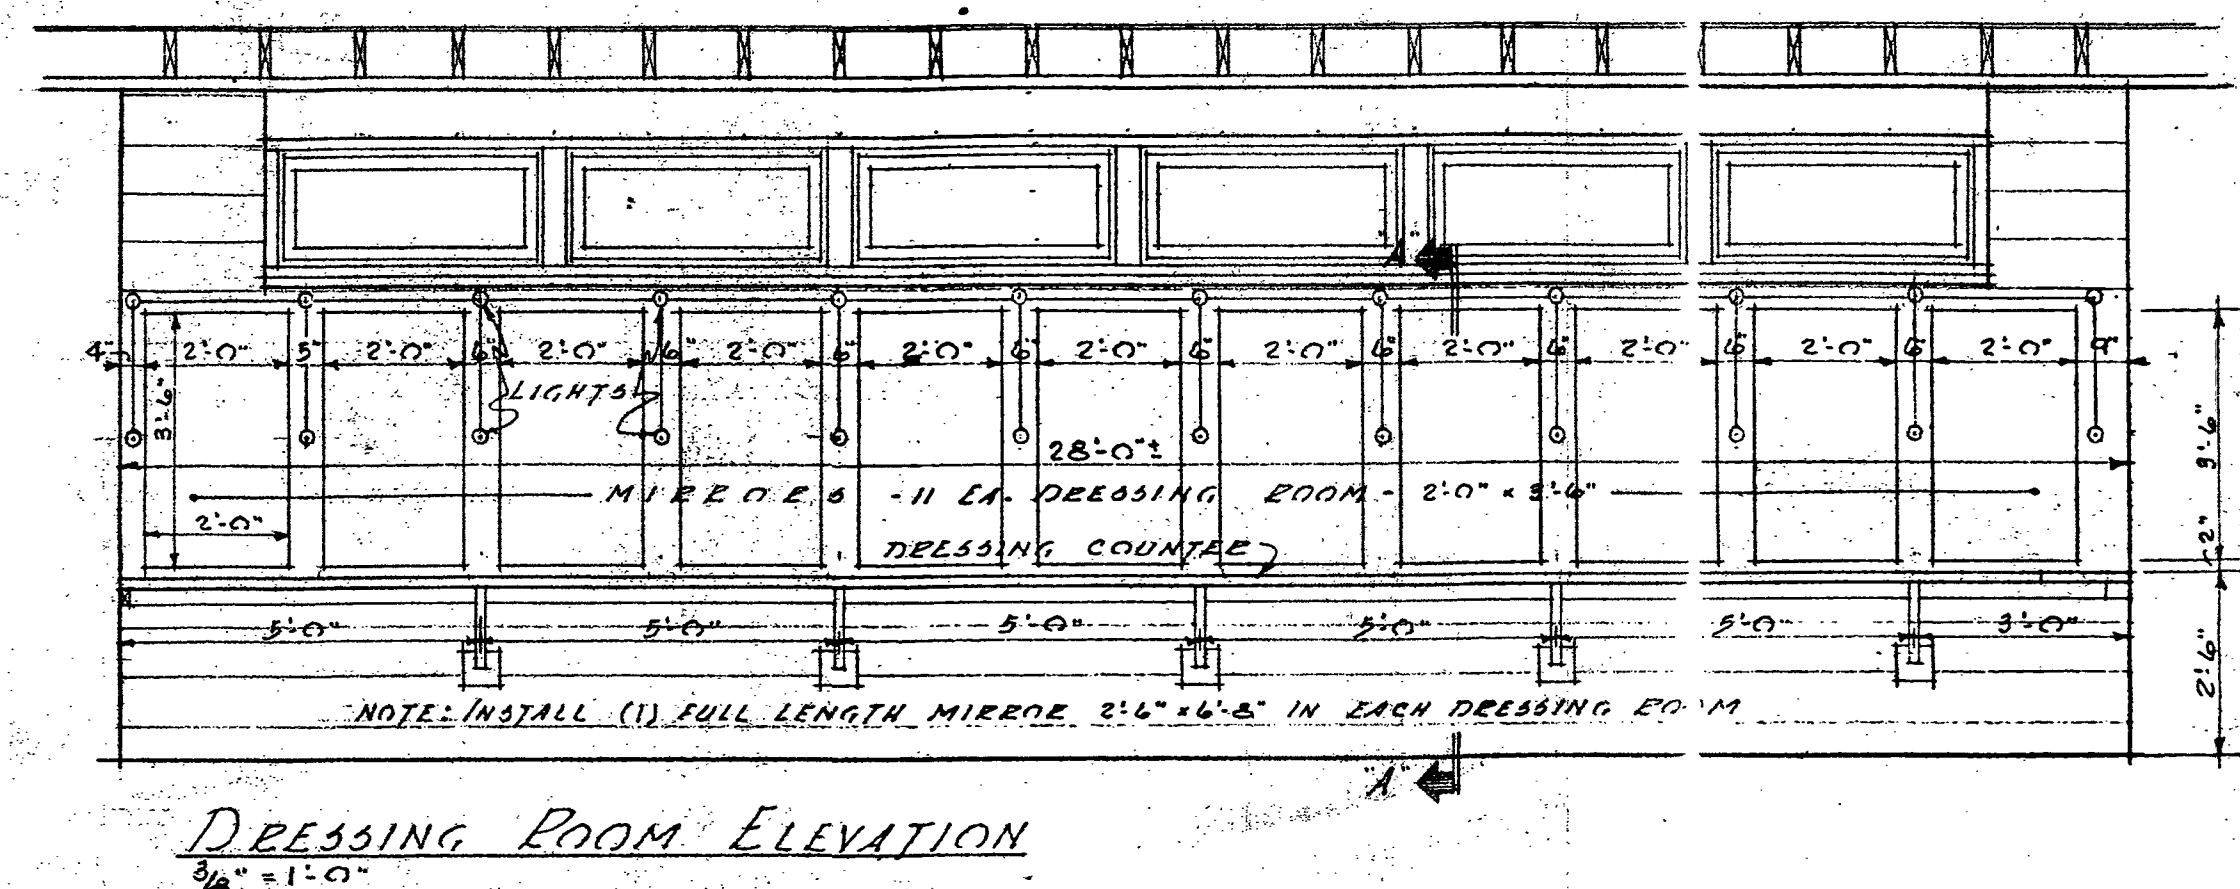 "A"
4" 2'-0" 5" 2'-0" 6" 2'-0" 6" 2'-0" 6" 2'-0" 6" 2'-0" 6" 2'-0" 6" 2'-0" 6" 2'-0" 6" 2'-0" 6" 2'-0" 9"
3'-6"
LIGHTS
3'-6"
28'-0"±
MIRRORS - 11 EA. DRESSING ROOM - 2'-0" x 3'-6"
2'-0"
2"
DRESSING COUNTER
5'-0" 5'-0" 5'-0" 5'-0" 5'-0" 3'-0"
2'-6"
NOTE: INSTALL (1) FULL LENGTH MIRROR 2'-6" x 6'-8" IN EACH DRESSING ROOM
"A"
DRESSING ROOM ELEVATION
= 1'-0"